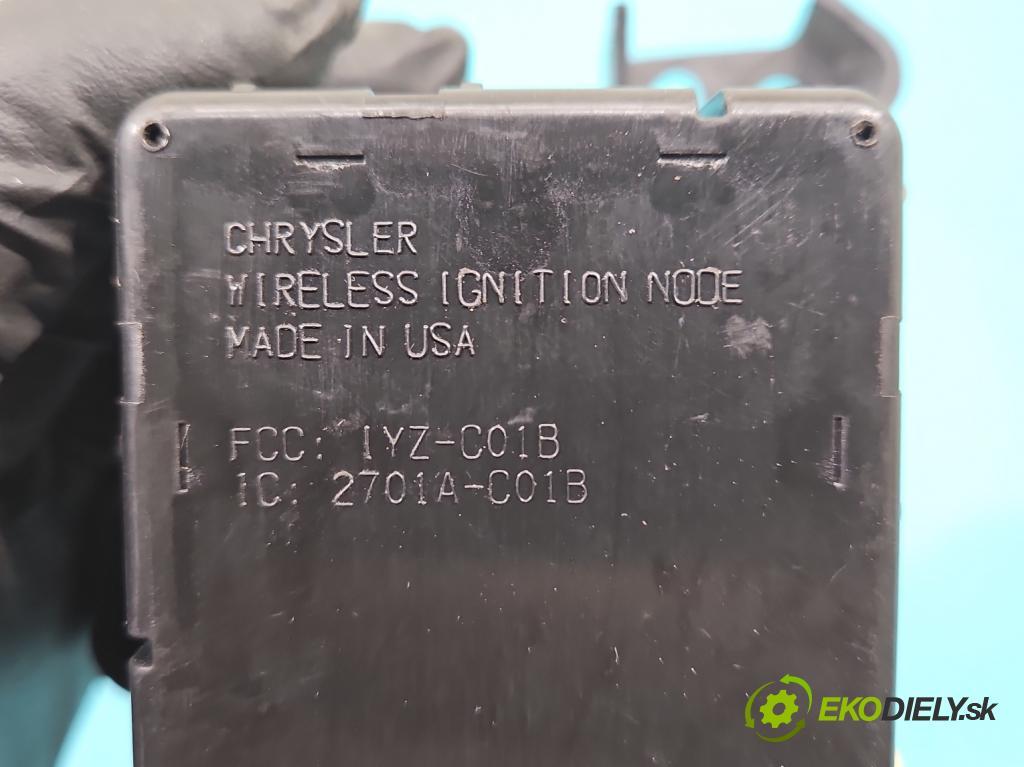 CHRYSLER
WIRELESS IGNITION NODE
MADE IN USA
FCC: IYZ-C01B
IC: 2701A-C01B
EKODIELY.sk